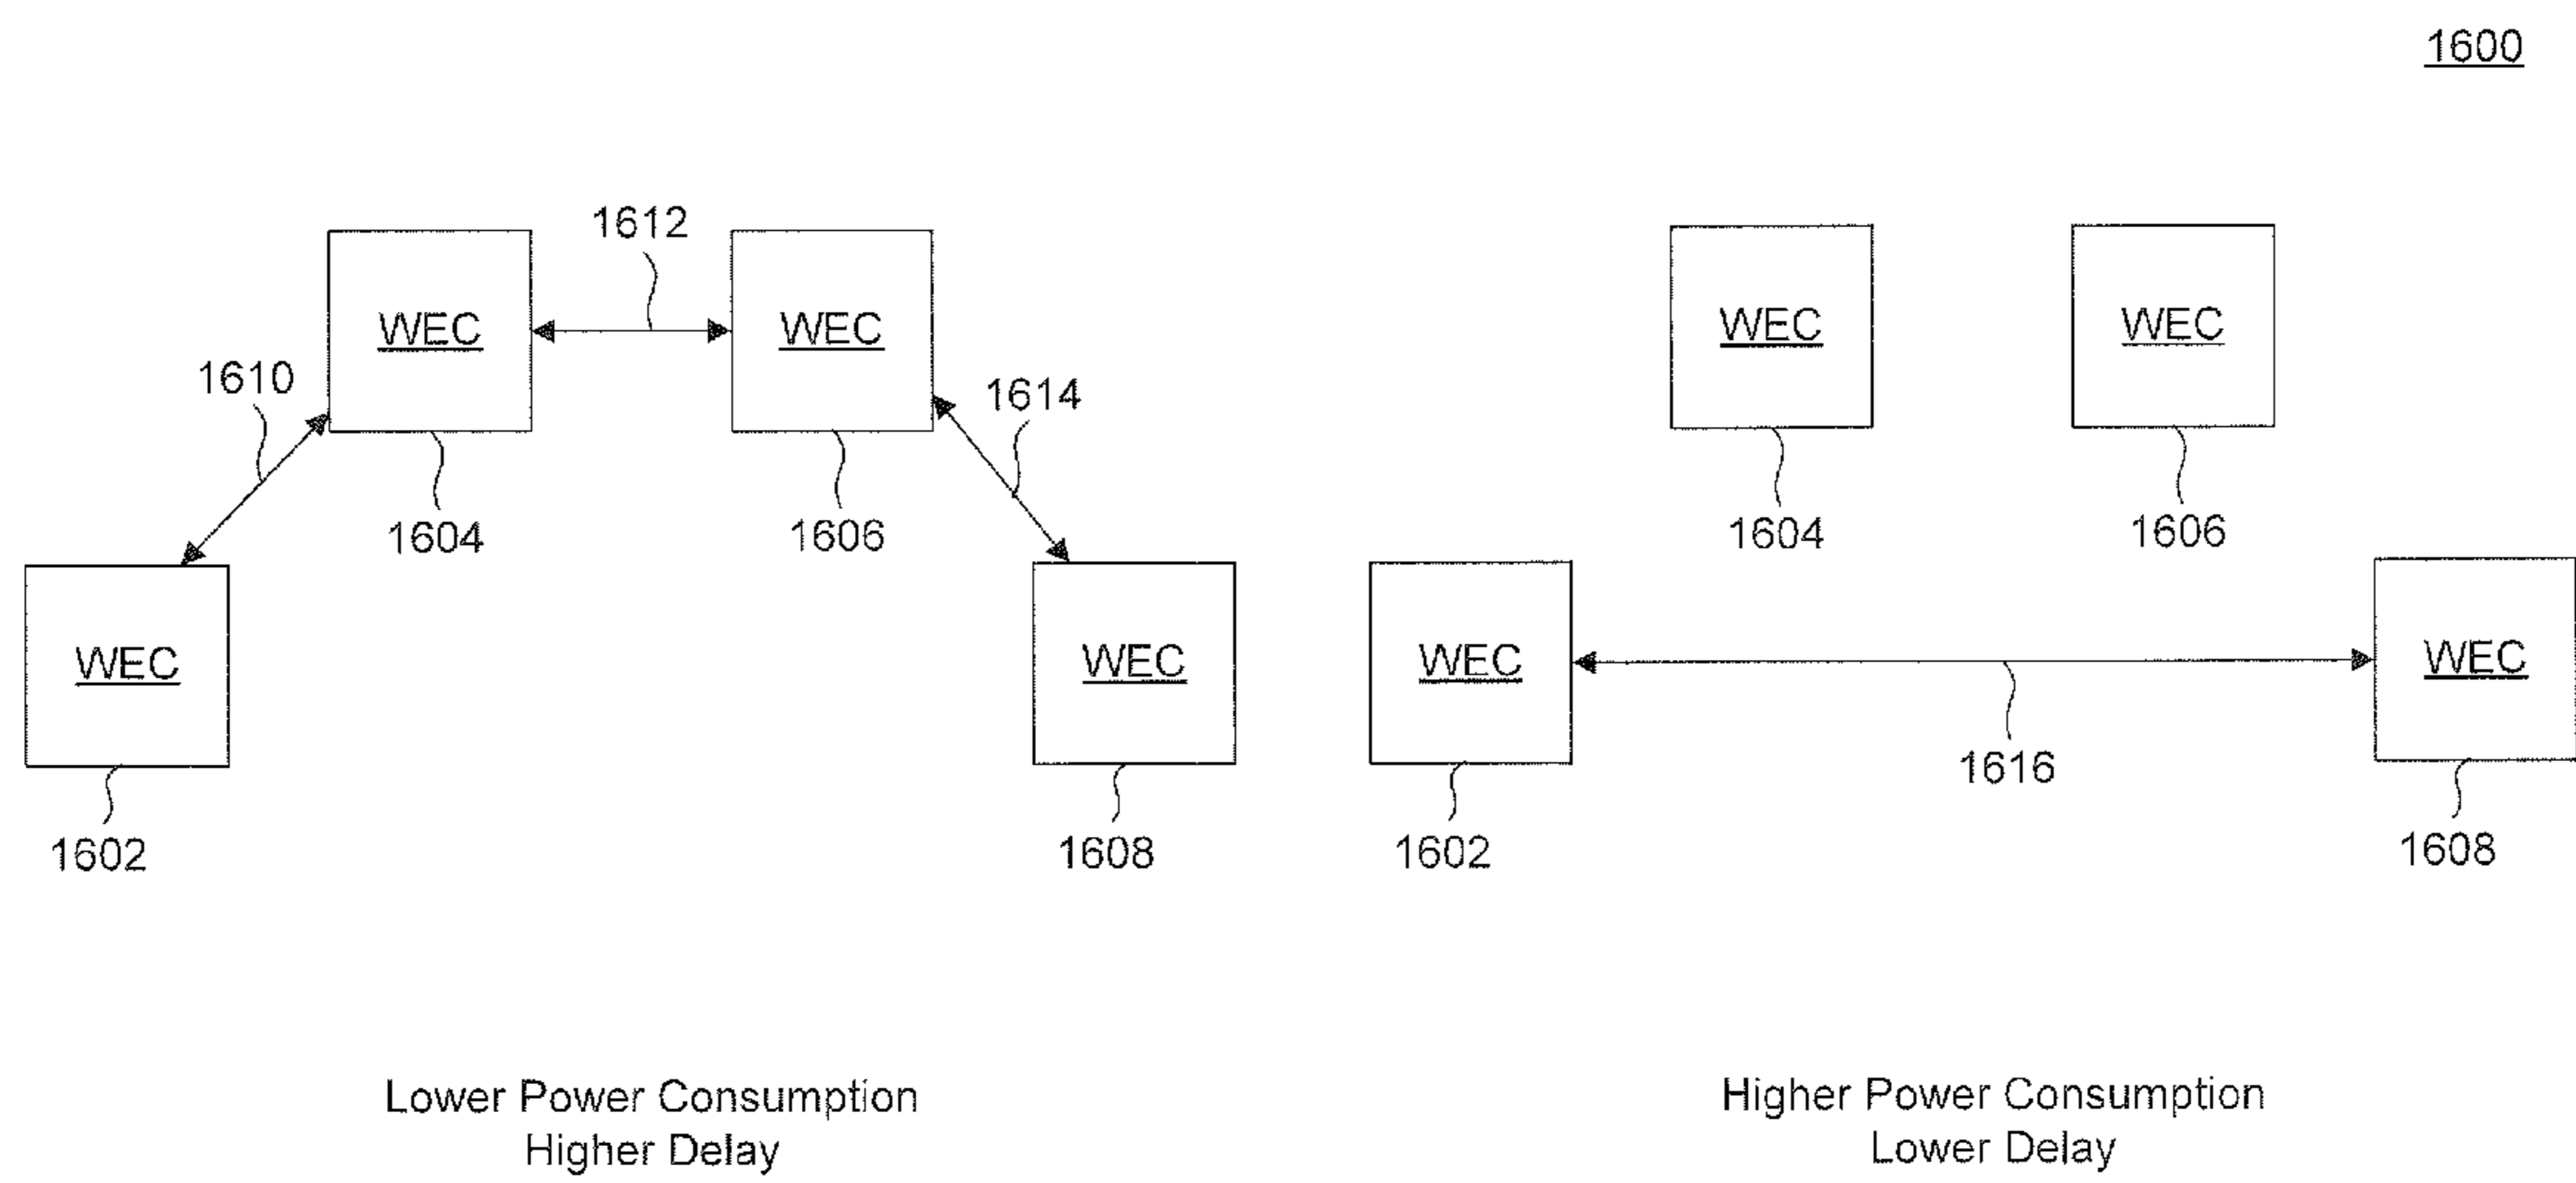 1600
1612
WEC
WEC
WEC
WEC
1610
1614
1604
1606
1604
1606
WEC
WEC
WEC
WEC
1616
1602
1608
1602
1608
Lower Power Consumption
Higher Delay
Higher Power Consumption
Lower Delay